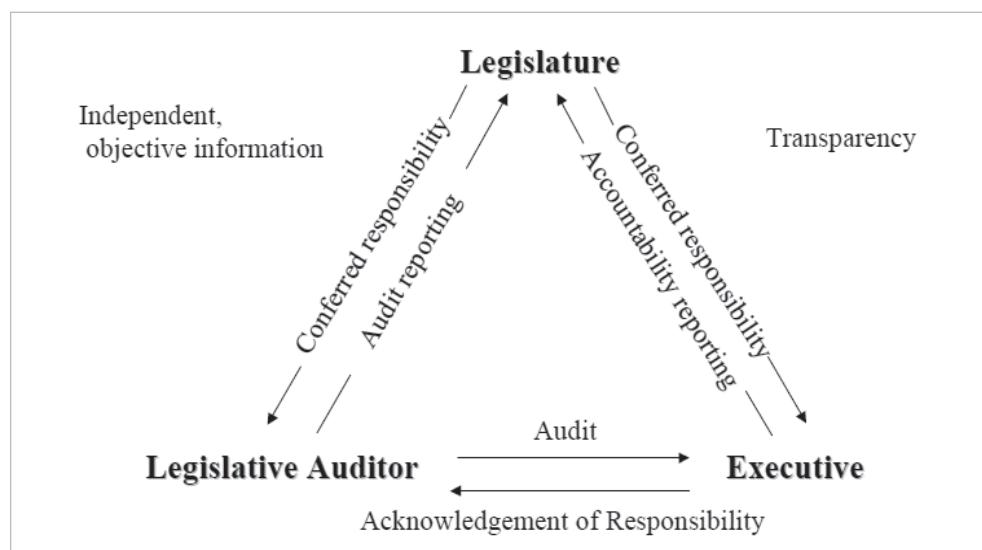 Legislature
Independent,
objective information
Transparency
Conferred responsibility
Audit reporting
Accountability reporting
Conferred responsibility
Audit
Legislative Auditor
Executive
Acknowledgement of Responsibility